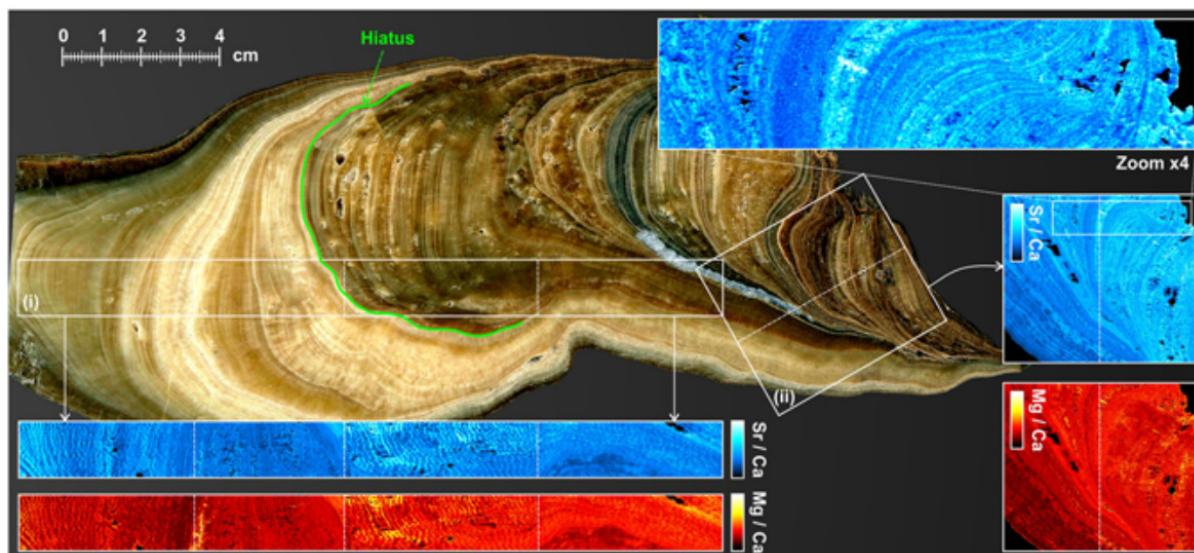 0 1 2 3 4
cm
Hiatus
Zoom x4
Sr / Ca
(i)
(ii)
Mg / Ca
Sr / Ca
Mg / Ca